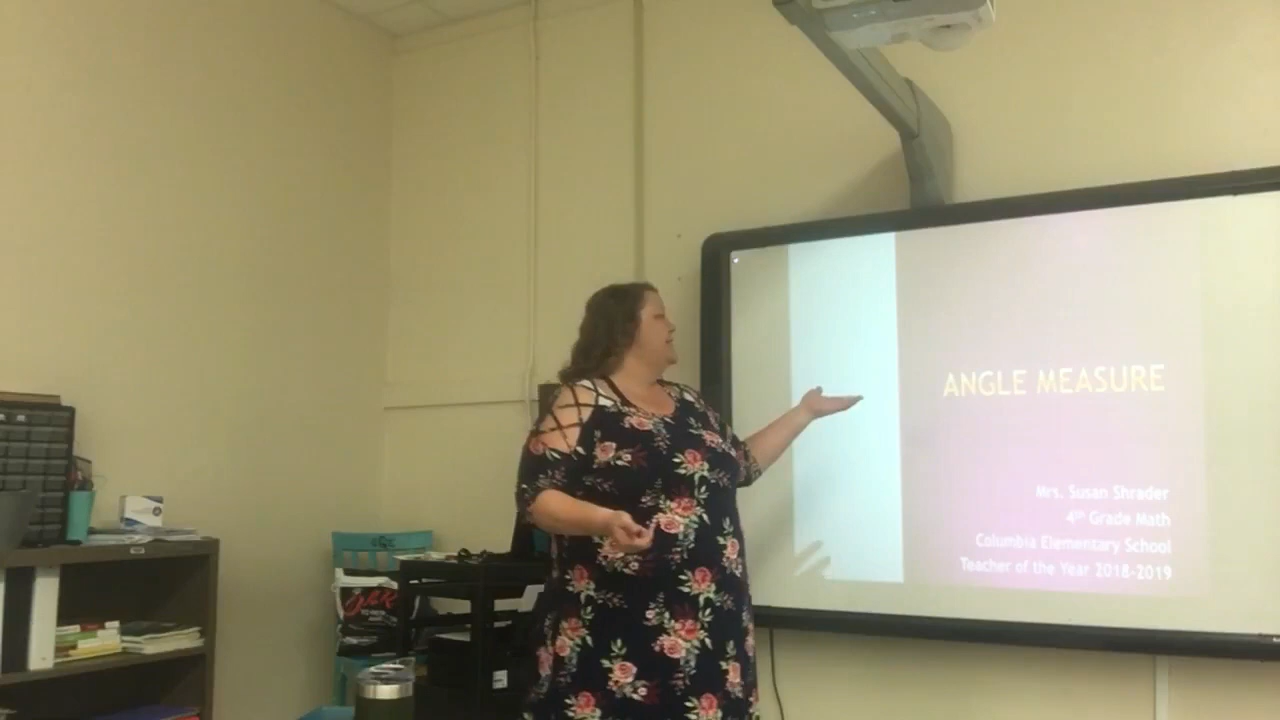 ANGLE MEASURE
Mrs. Susan Shrader
4th Grade Math
Columbia Elementary School
Teacher of the Year 2018-2019